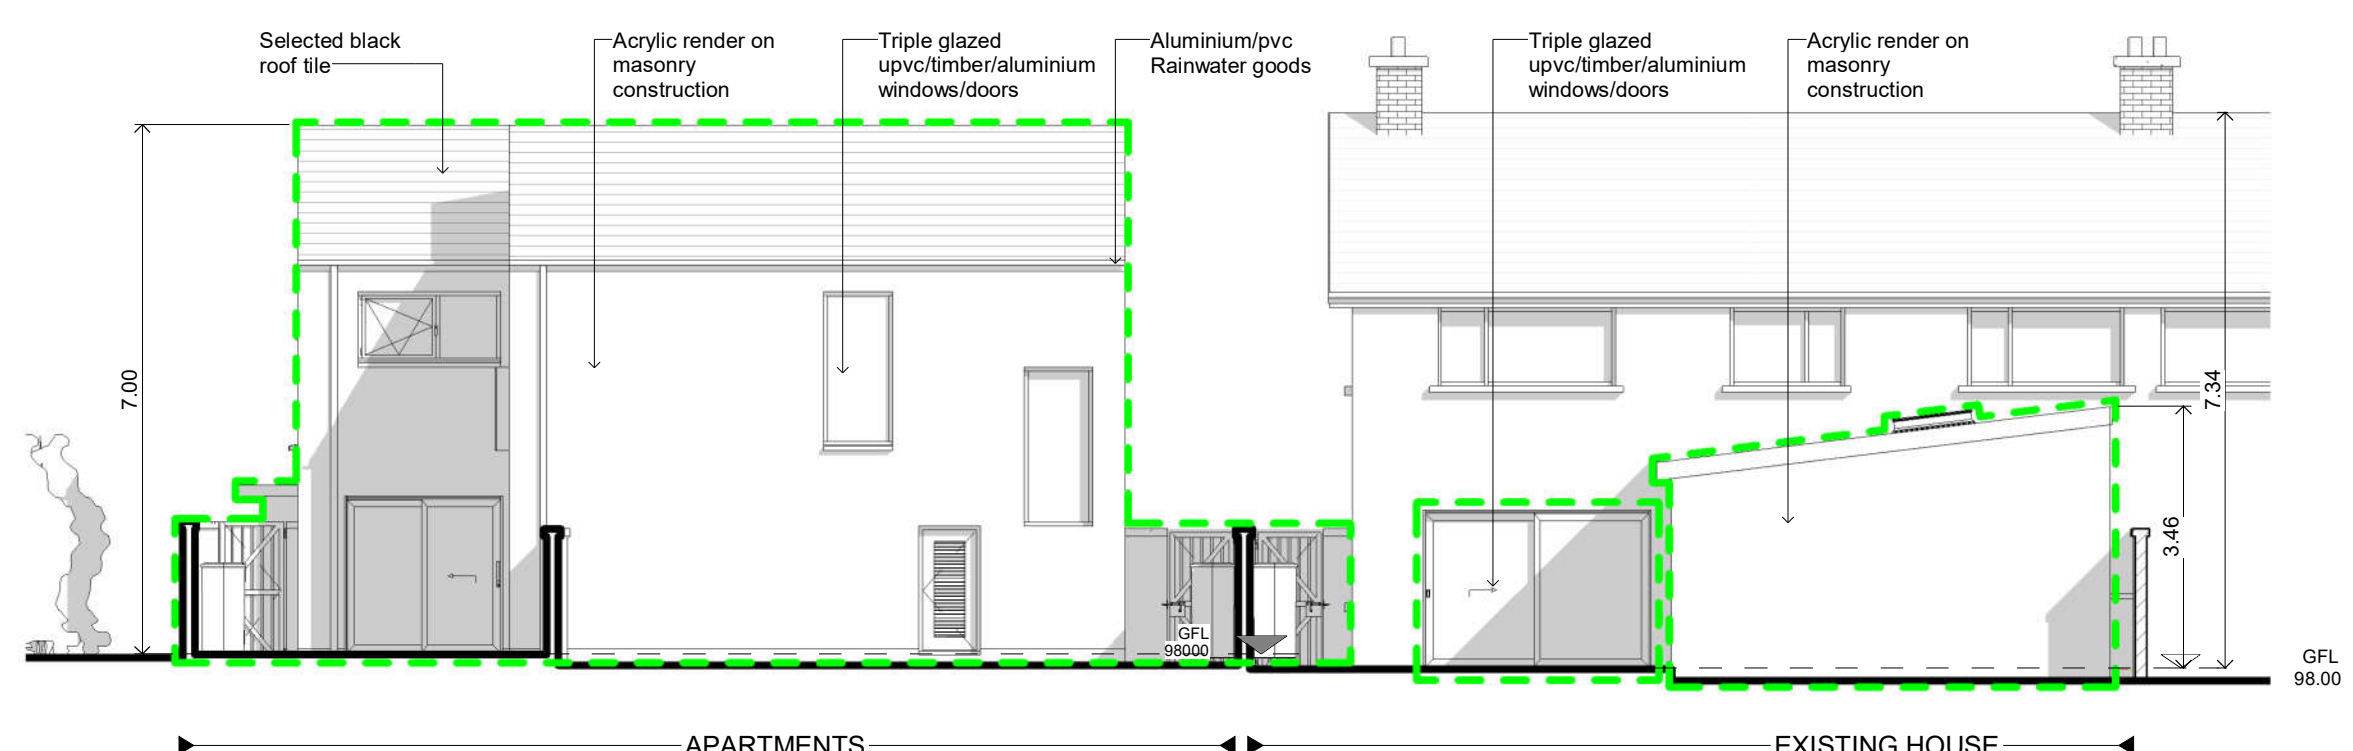 Selected black
roof tile
Acrylic render on
masonry
construction
Triple glazed
upvc/timber/aluminium
windows/doors
Aluminium/pvc
Rainwater goods
Triple glazed
upvc/timber/aluminium
windows/doors
Acrylic render on
masonry
construction
7.00
7.34
3.46
GFL
98000
GFL
98.00
APARTMENTS
EXISTING HOUSE